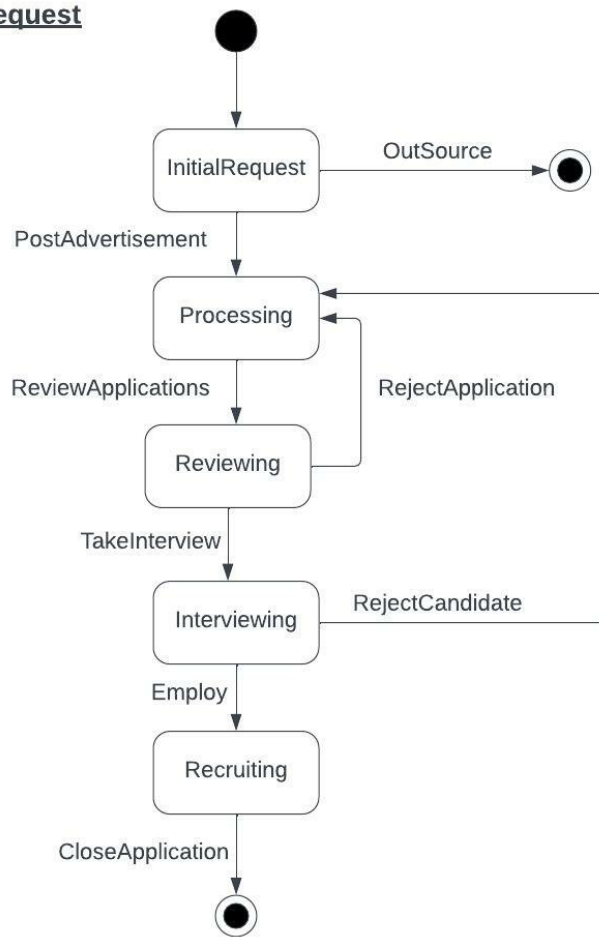 equest
InitialRequest
OutSource
PostAdvertisement
Processing
ReviewApplications
RejectApplication
Reviewing
TakeInterview
Interviewing
RejectCandidate
Employ
Recruiting
CloseApplication